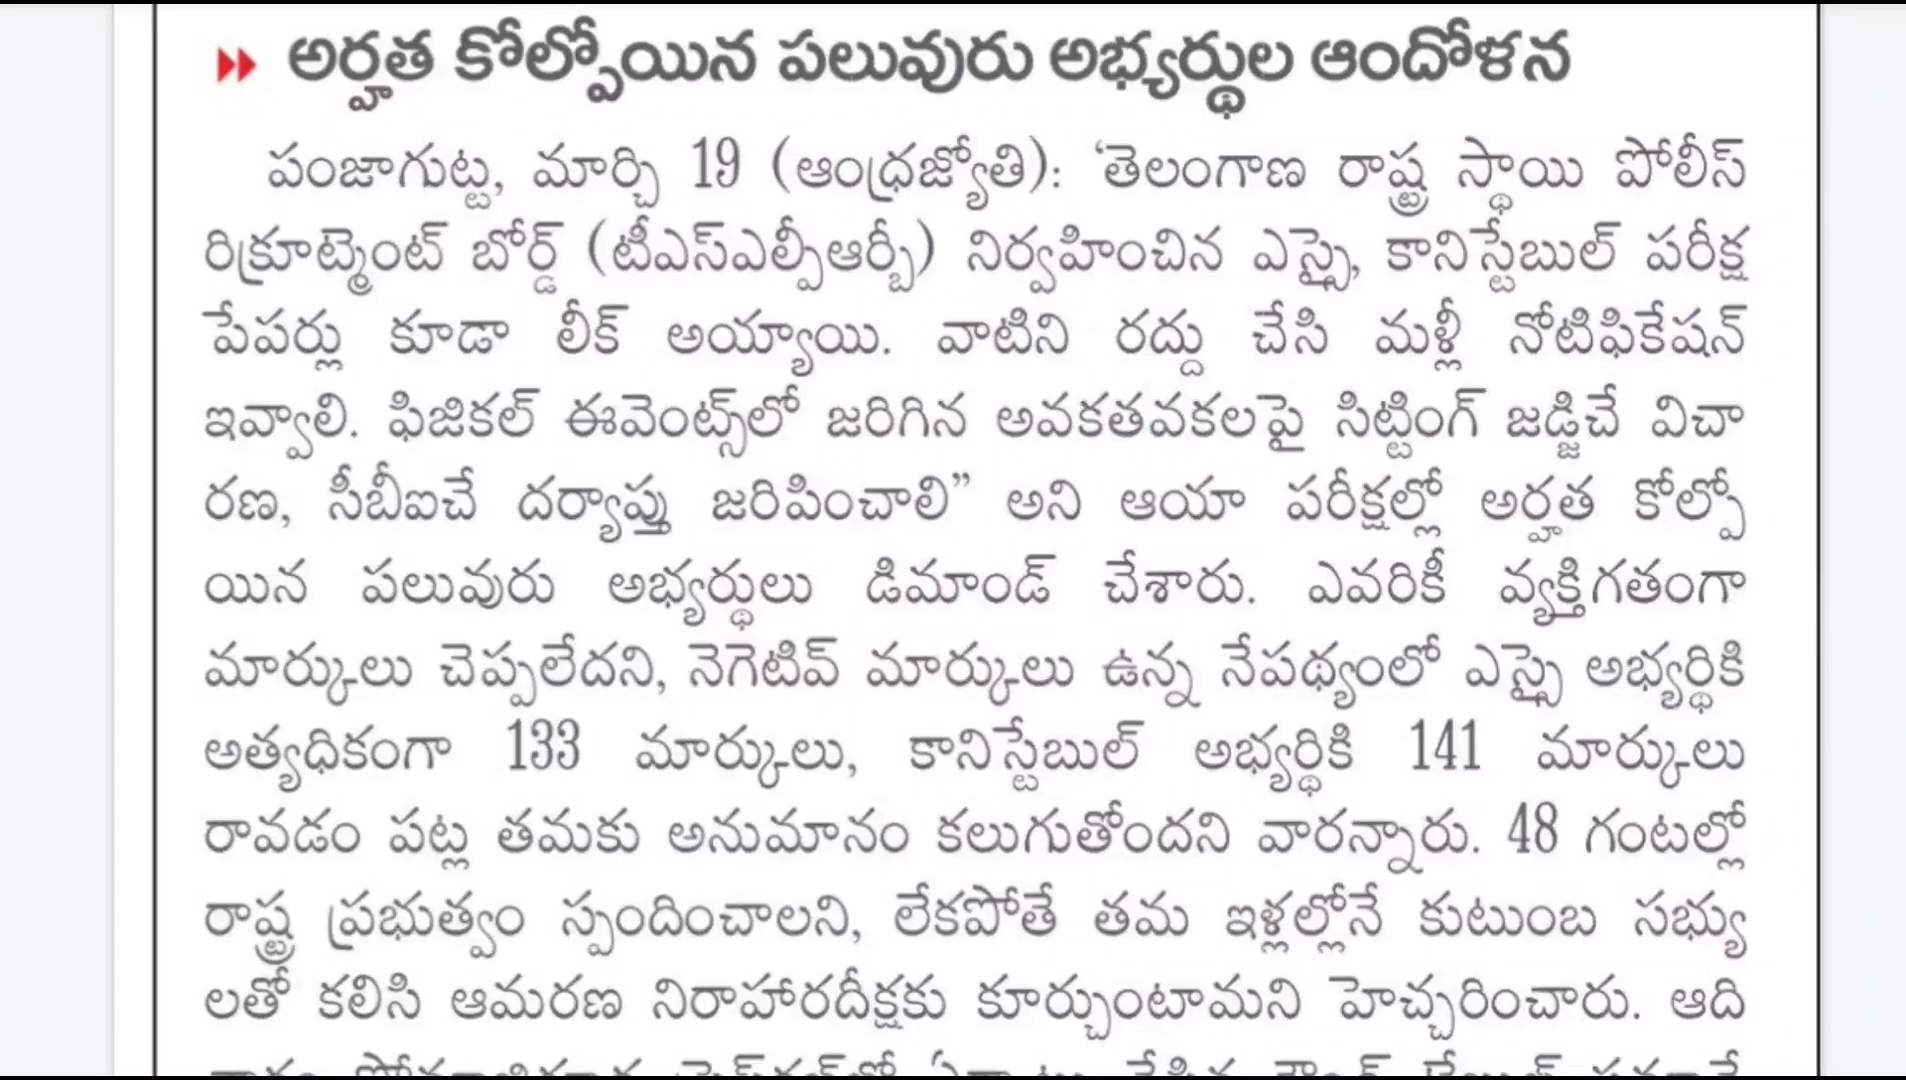 అర్హత కోల్పోయిన పలువురు అభ్యర్థుల ఆందోళన
పంజాగుట్ట, మార్చి 19 (ఆంధ్రజ్యోతి): ‘తెలంగాణ రాష్ట్ర స్థాయి పోలీస్
రిక్రూట్మెంట్ బోర్డ్ (టీఎస్ఎల్పీఆర్బీ) నిర్వహించిన ఎస్సై, కానిస్టేబుల్ పరీక్ష
పేపర్లు కూడా లీక్ అయ్యాయి. వాటిని రద్దు చేసి మళ్లీ నోటిఫికేషన్
ఇవ్వాలి. ఫిజికల్ ఈవెంట్స్‌లో జరిగిన అవకతవకలపై సిట్టింగ్ జడ్జిచే విచా
రణ, సీబీఐచే దర్యాప్తు జరిపించాలి” అని ఆయా పరీక్షల్లో అర్హత కోల్పో
యిన పలువురు అభ్యర్థులు డిమాండ్ చేశారు. ఎవరికీ వ్యక్తిగతంగా
మార్కులు చెప్పలేదని, నెగెటివ్ మార్కులు ఉన్న నేపథ్యంలో ఎస్సై అభ్యర్థికి
అత్యధికంగా 133 మార్కులు, కానిస్టేబుల్ అభ్యర్థికి 141 మార్కులు
రావడం పట్ల తమకు అనుమానం కలుగుతోందని వారన్నారు. 48 గంటల్లో
రాష్ట్ర ప్రభుత్వం స్పందించాలని, లేకపోతే తమ ఇళ్లల్లోనే కుటుంబ సభ్యు
లతో కలిసి ఆమరణ నిరాహారదీక్షకు కూర్చుంటామని హెచ్చరించారు. ఆది